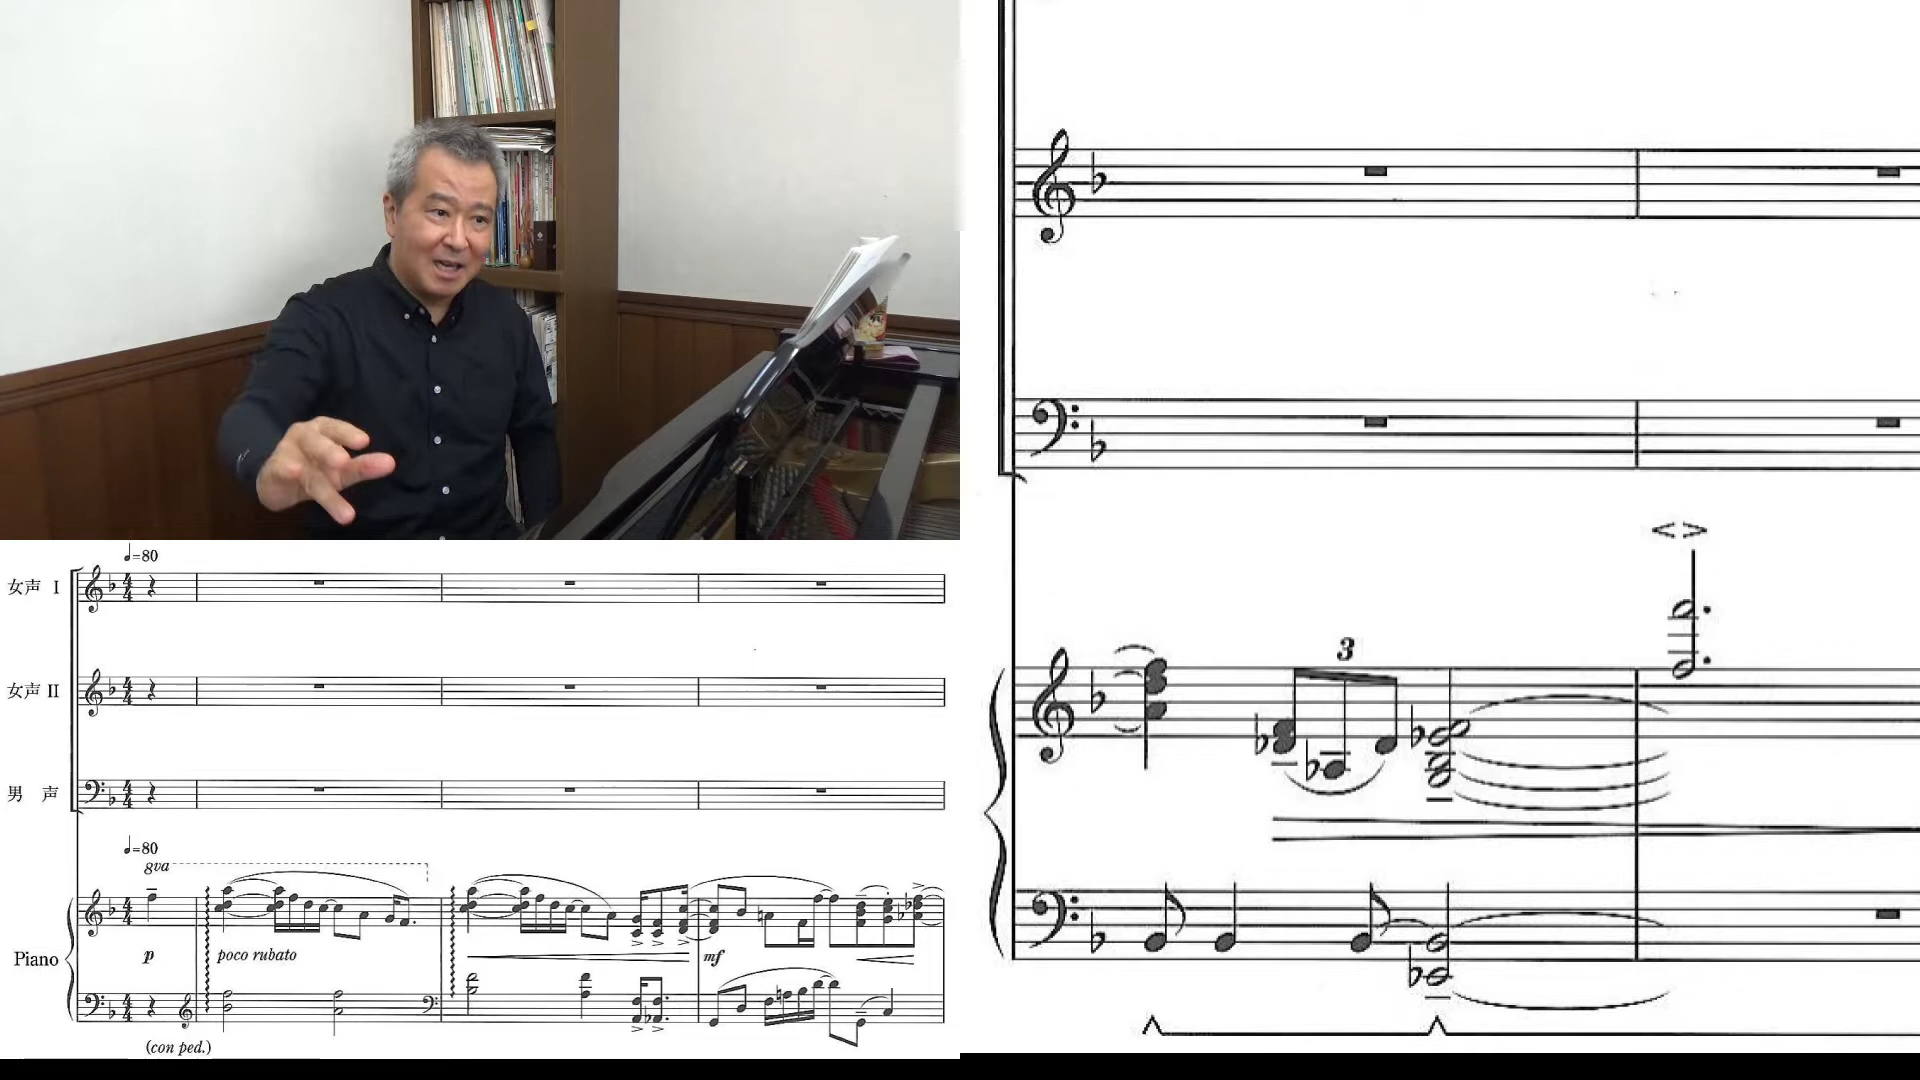 ♩=80
女声 I
女声 II
男 声
♩=80
8va
Piano
p
poco rubato
mf
(con ped.)
3